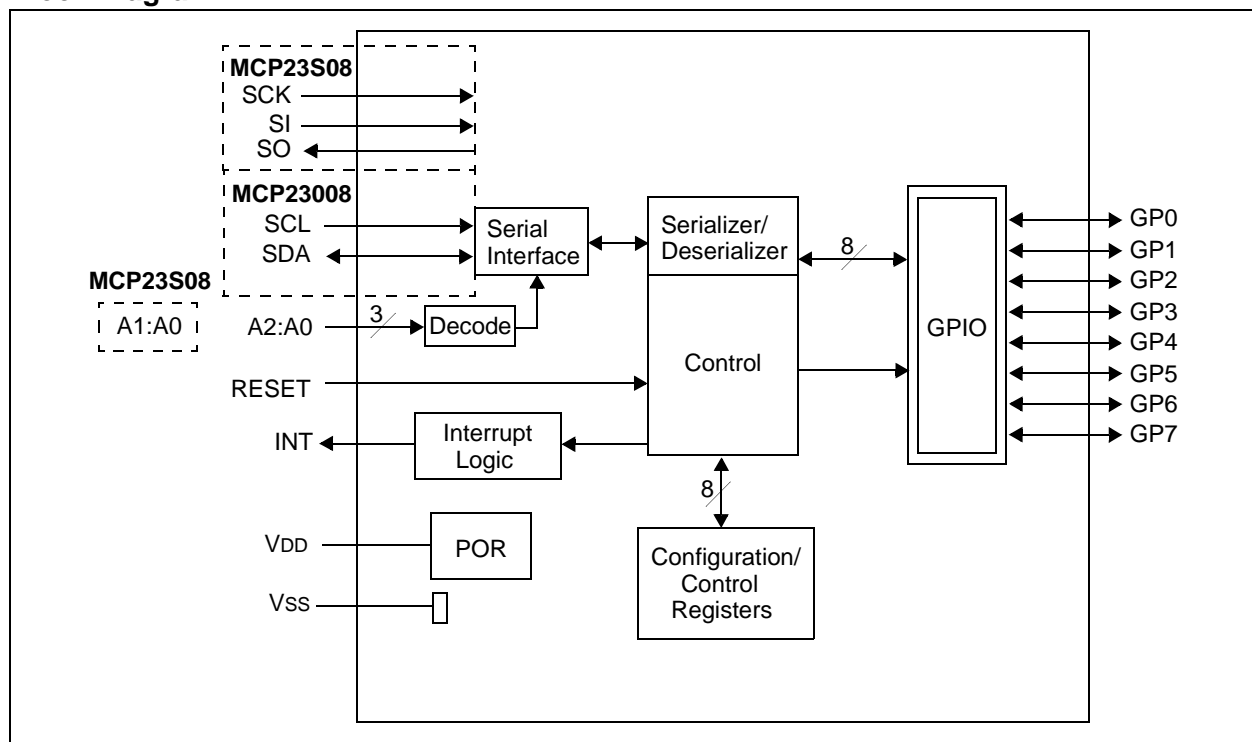 MCP23S08
SCK
SI
SO
MCP23008
SCL
SDA
MCP23S08
A1:A0
A2:A0
3
Decode
Serial
Interface
Serializer/
Deserializer
8
Control
GPIO
GP0
GP1
GP2
GP3
GP4
GP5
GP6
GP7
RESET
INT
Interrupt
Logic
8
VDD
POR
VSS
Configuration/
Control
Registers